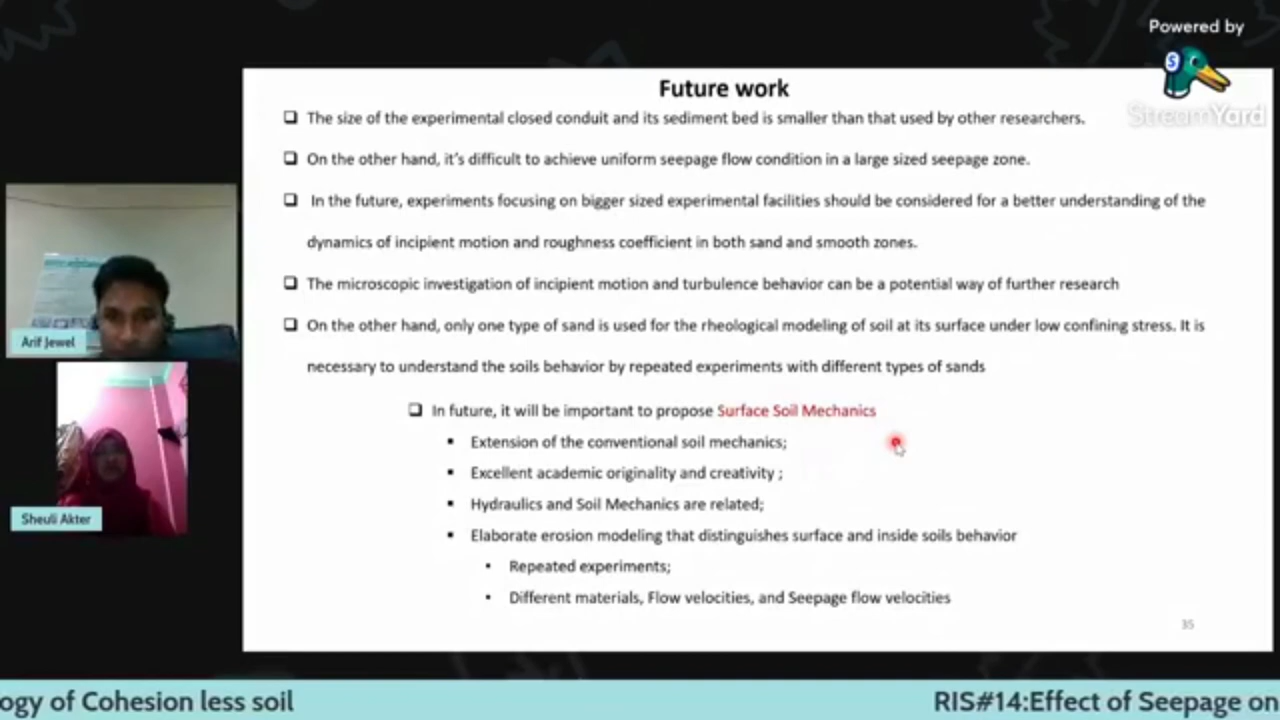 Powered by
StreamYard
Future work
The size of the experimental closed conduit and its sediment bed is smaller than that used by other researchers.
On the other hand, it's difficult to achieve uniform seepage flow condition in a large sized seepage zone.
In the future, experiments focusing on bigger sized experimental facilities should be considered for a better understanding of the
dynamics of incipient motion and roughness coefficient in both sand and smooth zones.
The microscopic investigation of incipient motion and turbulence behavior can be a potential way of further research
On the other hand, only one type of sand is used for the rheological modeling of soil at its surface under low confining stress. It is
necessary to understand the soils behavior by repeated experiments with different types of sands
In future, it will be important to propose Surface Soil Mechanics
Extension of the conventional soil mechanics;
Excellent academic originality and creativity ;
Hydraulics and Soil Mechanics are related;
Elaborate erosion modeling that distinguishes surface and inside soils behavior
Repeated experiments;
Different materials, Flow velocities, and Seepage flow velocities
35
Arif Jewel
Sheuli Akter
ogy of Cohesion less soil
RIS#14:Effect of Seepage on